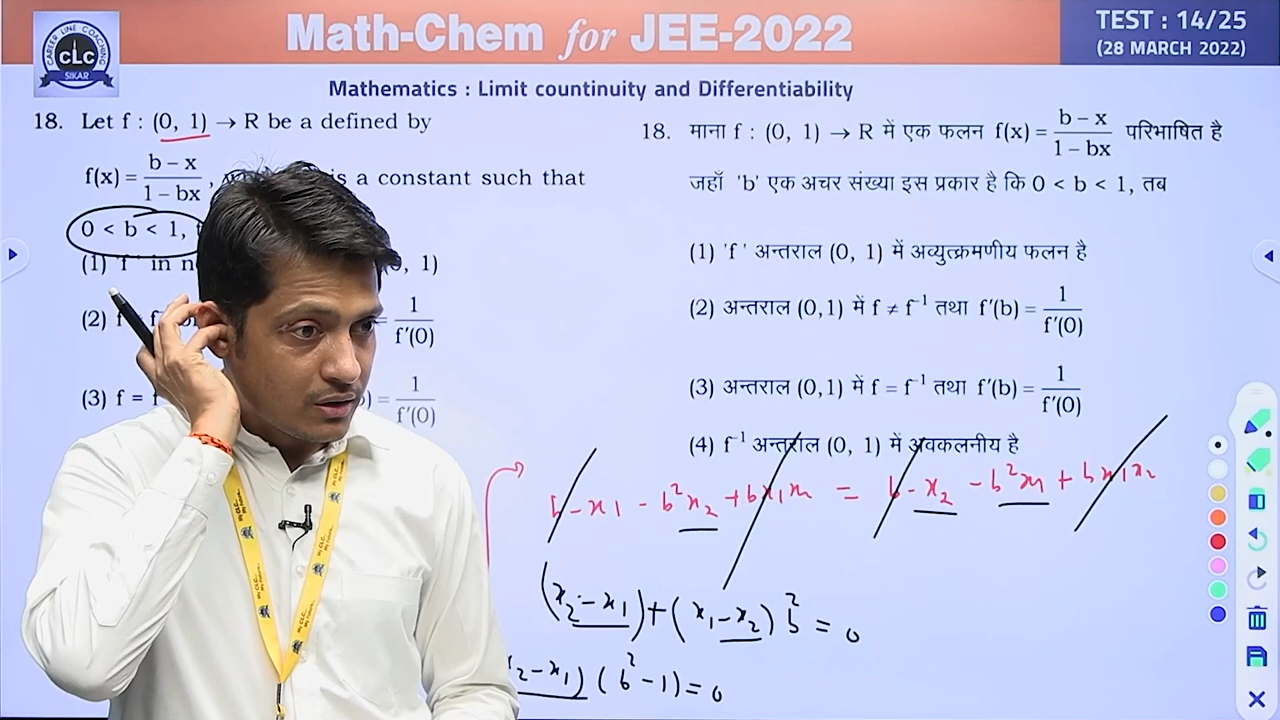 CAREER LINE COACHING
CLC
SIKAR
Math-Chem for JEE-2022
TEST : 14/25
(28 MARCH 2022)
Mathematics : Limit countinuity and Differentiability
18. Let f : (0, 1) → R be a defined by
f(x) = (b – x)/(1 – bx) , is a constant such that
0 < b < 1,
(1) 'f' in , 1)
(2) f = 1/f'(0)
(3) f = f ) = 1/f'(0)
18. माना f : (0, 1) → R में एक फलन f(x) = (b – x)/(1 – bx) परिभाषित है
जहाँ 'b' एक अचर संख्या इस प्रकार है कि 0 < b < 1, तब
(1) 'f ' अन्तराल (0, 1) में अव्युत्क्रमणीय फलन है
(2) अन्तराल (0,1) में f ≠ f⁻¹ तथा f'(b) = 1/f'(0)
(3) अन्तराल (0,1) में f = f⁻¹ तथा f'(b) = 1/f'(0)
(4) f⁻¹ अन्तराल (0, 1) में अवकलनीय है
b - x₁ - b²x₂ + bx₁x₂ = b - x₂ - b²x₁ + bx₁x₂
(x₂ - x₁) + (x₁ - x₂) b² = 0
x₂ - x₁) (b² - 1) = 0